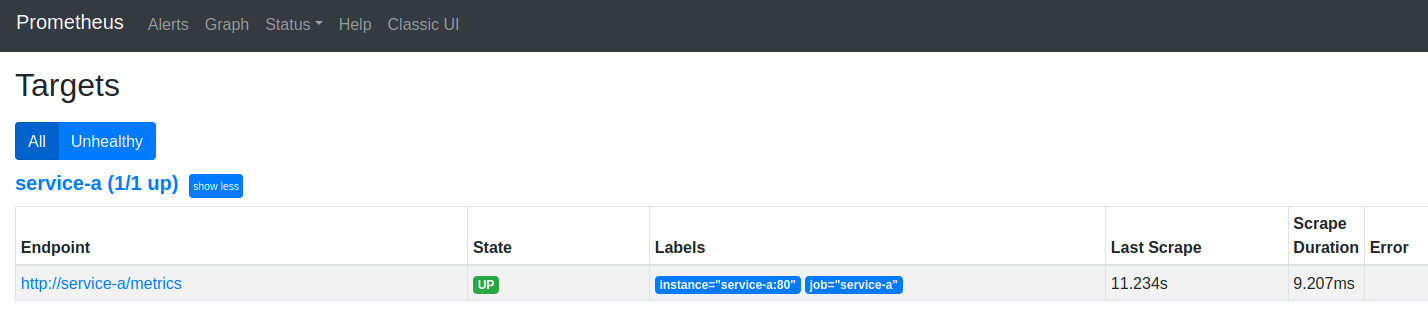 Prometheus Alerts Graph Status Help Classic UI
Targets
All Unhealthy
service-a (1/1 up) show less
Endpoint State Labels Last Scrape Scrape Duration Error
http://service-a/metrics UP instance="service-a:80" job="service-a" 11.234s 9.207ms